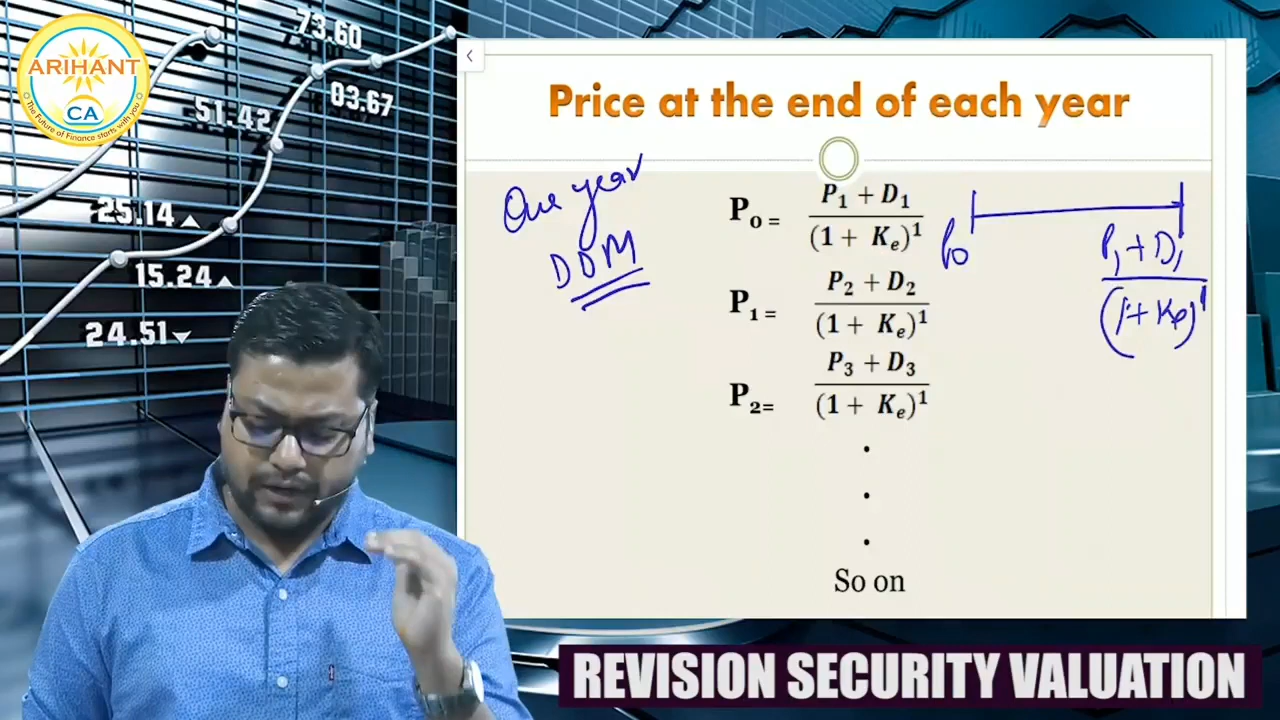 ARIHANT
CA
The Future of Finance starts with you
73.60
51.42
03.67
25.14
15.24
24.51
Price at the end of each year
One year
DDM
P₀ = P₁ + D₁ / (1 + Kₑ)¹
P₁ = P₂ + D₂ / (1 + Kₑ)¹
P₂= P₃ + D₃ / (1 + Kₑ)¹
.
.
.
So on
P₀
P₁ + D₁ / (1 + Kₑ)¹
REVISION SECURITY VALUATION